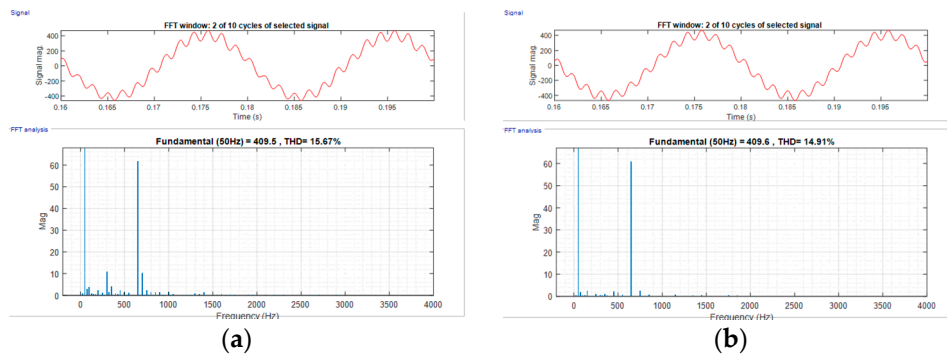 Signal
FFT window: 2 of 10 cycles of selected signal
Signal mag.
400
200
0
-200
-400
0.16 0.165 0.17 0.175 0.18 0.185 0.19 0.195
Time (s)
FFT analysis
Fundamental (50Hz) = 409.5 , THD= 15.67%
Mag
60
50
40
30
20
10
0
0 500 1000 1500 2000 2500 3000 3500 4000
Frequency (Hz)
(a)
Signal
FFT window: 2 of 10 cycles of selected signal
Signal mag.
400
200
0
-200
-400
0.16 0.165 0.17 0.175 0.18 0.185 0.19 0.195
Time (s)
FFT analysis
Fundamental (50Hz) = 409.6 , THD= 14.91%
Mag
60
50
40
30
20
10
0
0 500 1000 1500 2000 2500 3000 3500 4000
Frequency (Hz)
(b)